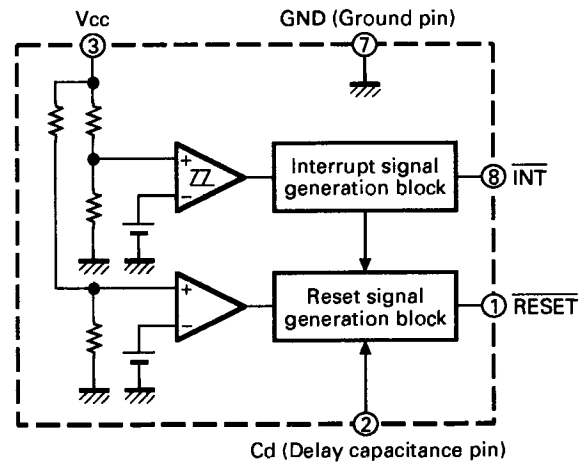 Vcc
③
GND (Ground pin)
⑦
+
−
Interrupt signal
generation block
⑧ INT
+
−
Reset signal
generation block
① RESET
②
Cd (Delay capacitance pin)